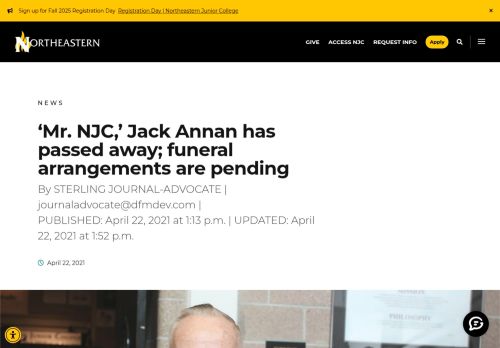 Sign up for Fall 2025 Registration Day Registration Day | Northeastern Junior College
NORTHEASTERN
GIVE ACCESS NJC REQUEST INFO Apply
NEWS
‘Mr. NJC,’ Jack Annan has
passed away; funeral
arrangements are pending
By STERLING JOURNAL-ADVOCATE |
journaladvocate@dfmdev.com |
PUBLISHED: April 22, 2021 at 1:13 p.m. | UPDATED: April
22, 2021 at 1:52 p.m.
April 22, 2021
PHILOSOPHY